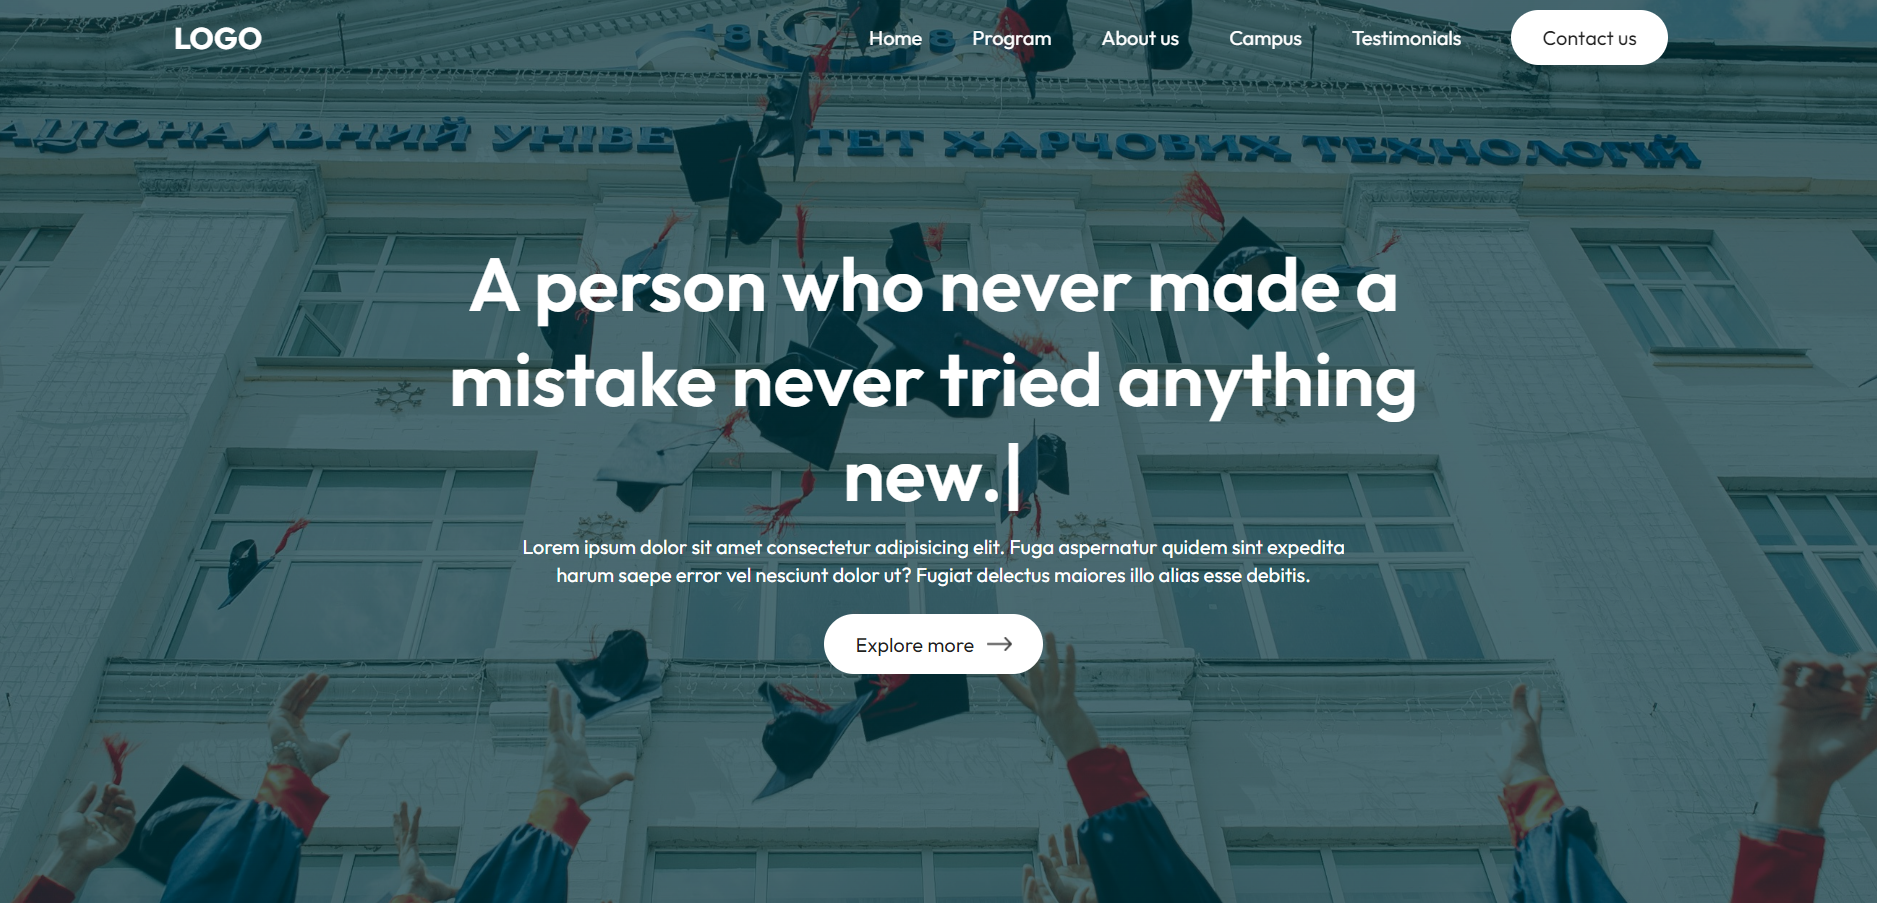 LOGO
Home Program About us Campus Testimonials Contact us
ТЕТ ХАРЧОВИХ ТЕХНОЛОГІЙ
A person who never made a
mistake never tried anything
new.|
Lorem ipsum dolor sit amet consectetur adipisicing elit. Fuga aspernatur quidem sint expedita
harum saepe error vel nesciunt dolor ut? Fugiat delectus maiores illo alias esse debitis.
Explore more →